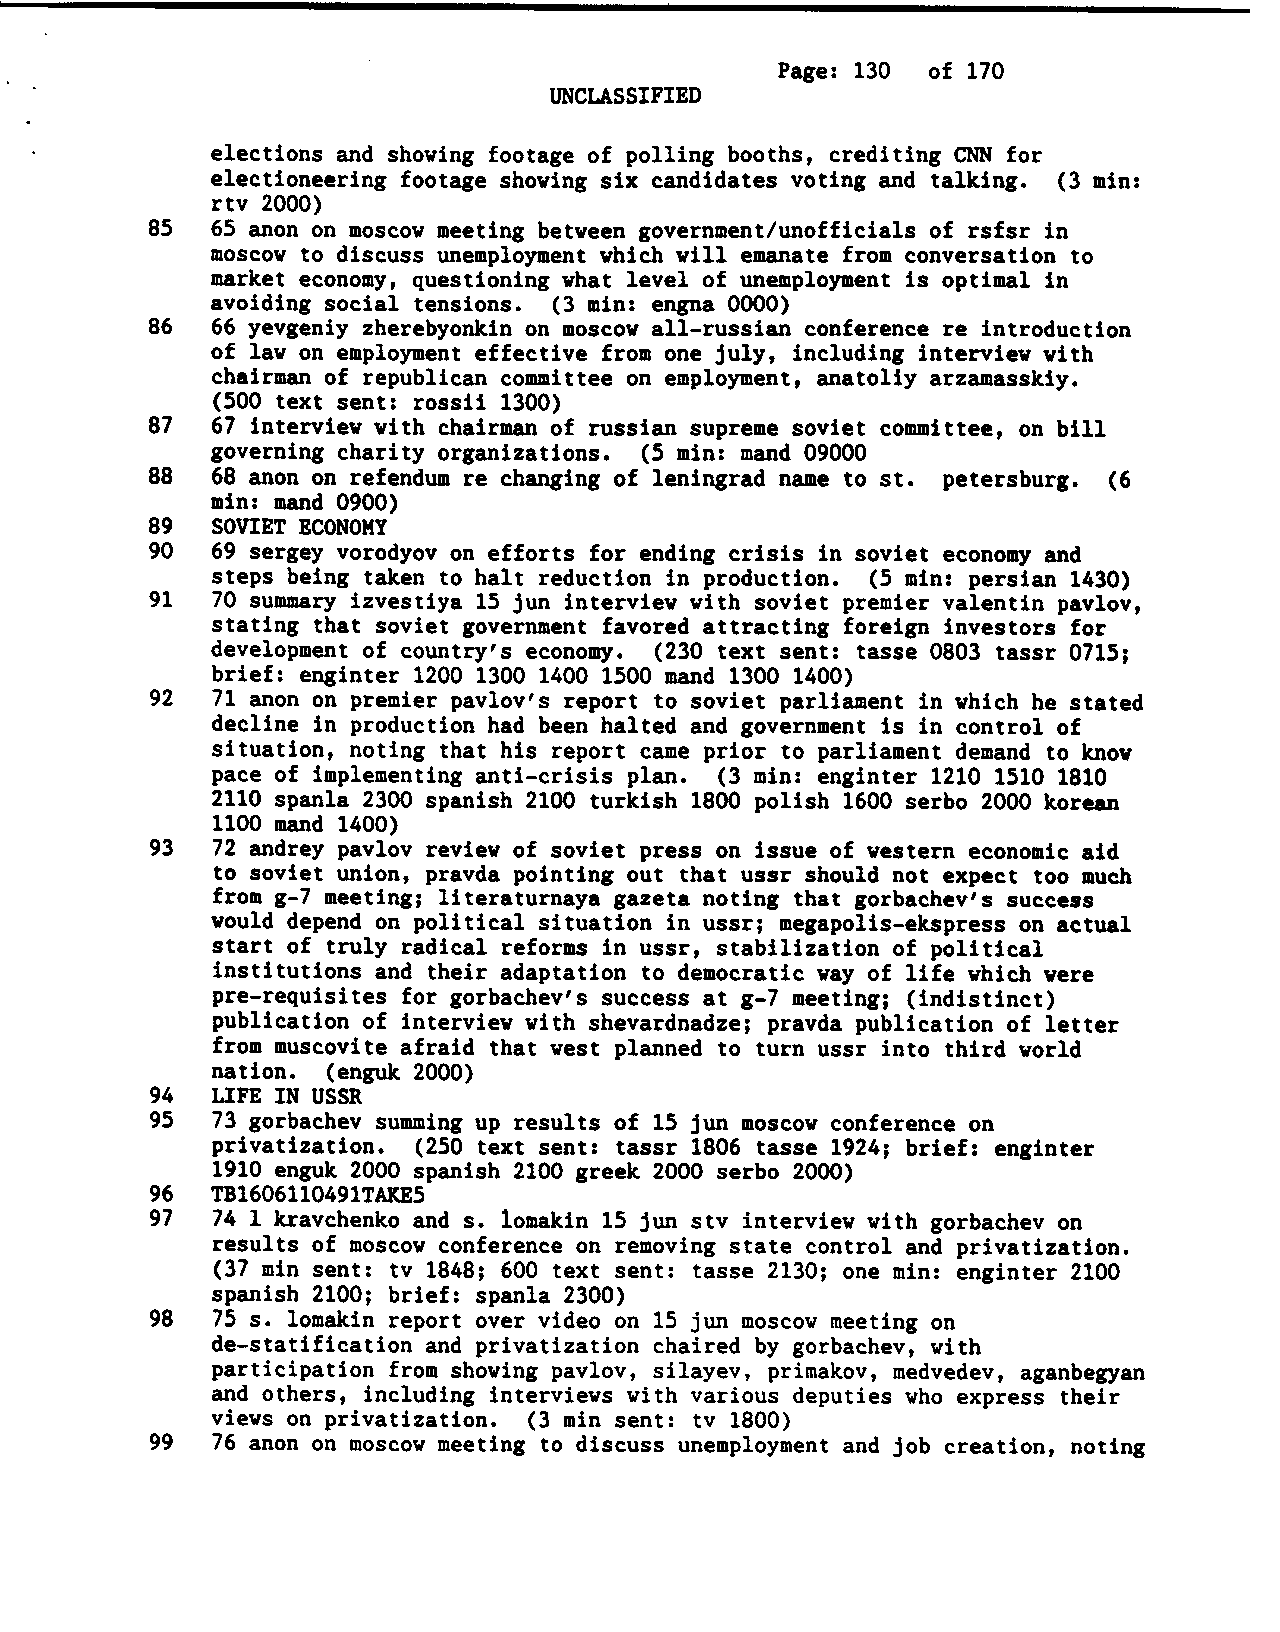 Page: 130 of 170
UNCLASSIFIED
elections and showing footage of polling booths, crediting CNN for
electioneering footage showing six candidates voting and talking. (3 min:
rtv 2000)
85 65 anon on moscow meeting between government/unofficials of rsfsr in
moscow to discuss unemployment which will emanate from conversation to
market economy, questioning what level of unemployment is optimal in
avoiding social tensions. (3 min: engna 0000)
86 66 yevgeniy zherebyonkin on moscow all-russian conference re introduction
of law on employment effective from one july, including interview with
chairman of republican committee on employment, anatoliy arzamasskiy.
(500 text sent: rossii 1300)
87 67 interview with chairman of russian supreme soviet committee, on bill
governing charity organizations. (5 min: mand 09000
88 68 anon on refendum re changing of leningrad name to st. petersburg. (6
min: mand 0900)
89 SOVIET ECONOMY
90 69 sergey vorodyov on efforts for ending crisis in soviet economy and
steps being taken to halt reduction in production. (5 min: persian 1430)
91 70 summary izvestiya 15 jun interview with soviet premier valentin pavlov,
stating that soviet government favored attracting foreign investors for
development of country's economy. (230 text sent: tasse 0803 tassr 0715;
brief: enginter 1200 1300 1400 1500 mand 1300 1400)
92 71 anon on premier pavlov's report to soviet parliament in which he stated
decline in production had been halted and government is in control of
situation, noting that his report came prior to parliament demand to know
pace of implementing anti-crisis plan. (3 min: enginter 1210 1510 1810
2110 spanla 2300 spanish 2100 turkish 1800 polish 1600 serbo 2000 korean
1100 mand 1400)
93 72 andrey pavlov review of soviet press on issue of western economic aid
to soviet union, pravda pointing out that ussr should not expect too much
from g-7 meeting; literaturnaya gazeta noting that gorbachev's success
would depend on political situation in ussr; megapolis-ekspress on actual
start of truly radical reforms in ussr, stabilization of political
institutions and their adaptation to democratic way of life which were
pre-requisites for gorbachev's success at g-7 meeting; (indistinct)
publication of interview with shevardnadze; pravda publication of letter
from muscovite afraid that west planned to turn ussr into third world
nation. (enguk 2000)
94 LIFE IN USSR
95 73 gorbachev summing up results of 15 jun moscow conference on
privatization. (250 text sent: tassr 1806 tasse 1924; brief: enginter
1910 enguk 2000 spanish 2100 greek 2000 serbo 2000)
96 TB1606110491TAKE5
97 74 l kravchenko and s. lomakin 15 jun stv interview with gorbachev on
results of moscow conference on removing state control and privatization.
(37 min sent: tv 1848; 600 text sent: tasse 2130; one min: enginter 2100
spanish 2100; brief: spanla 2300)
98 75 s. lomakin report over video on 15 jun moscow meeting on
de-statification and privatization chaired by gorbachev, with
participation from showing pavlov, silayev, primakov, medvedev, aganbegyan
and others, including interviews with various deputies who express their
views on privatization. (3 min sent: tv 1800)
99 76 anon on moscow meeting to discuss unemployment and job creation, noting